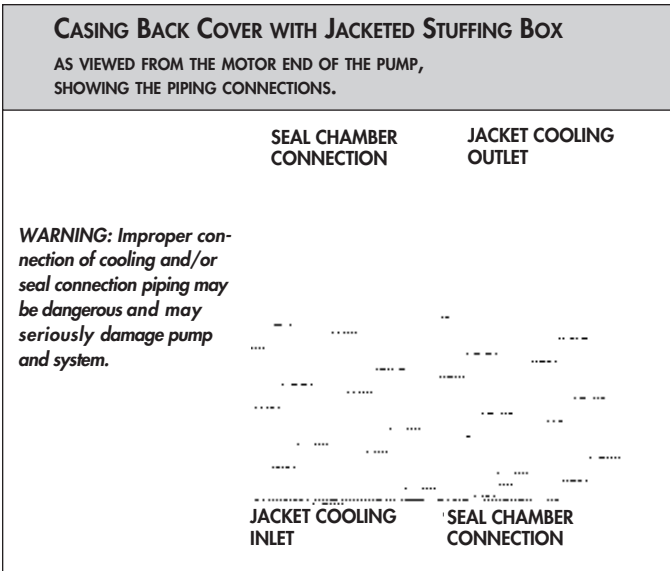 CASING BACK COVER WITH JACKETED STUFFING BOX
AS VIEWED FROM THE MOTOR END OF THE PUMP,
SHOWING THE PIPING CONNECTIONS.
SEAL CHAMBER
CONNECTION
JACKET COOLING
OUTLET
WARNING: Improper con-
nection of cooling and/or
seal connection piping may
be dangerous and may
seriously damage pump
and system.
JACKET COOLING
INLET
SEAL CHAMBER
CONNECTION